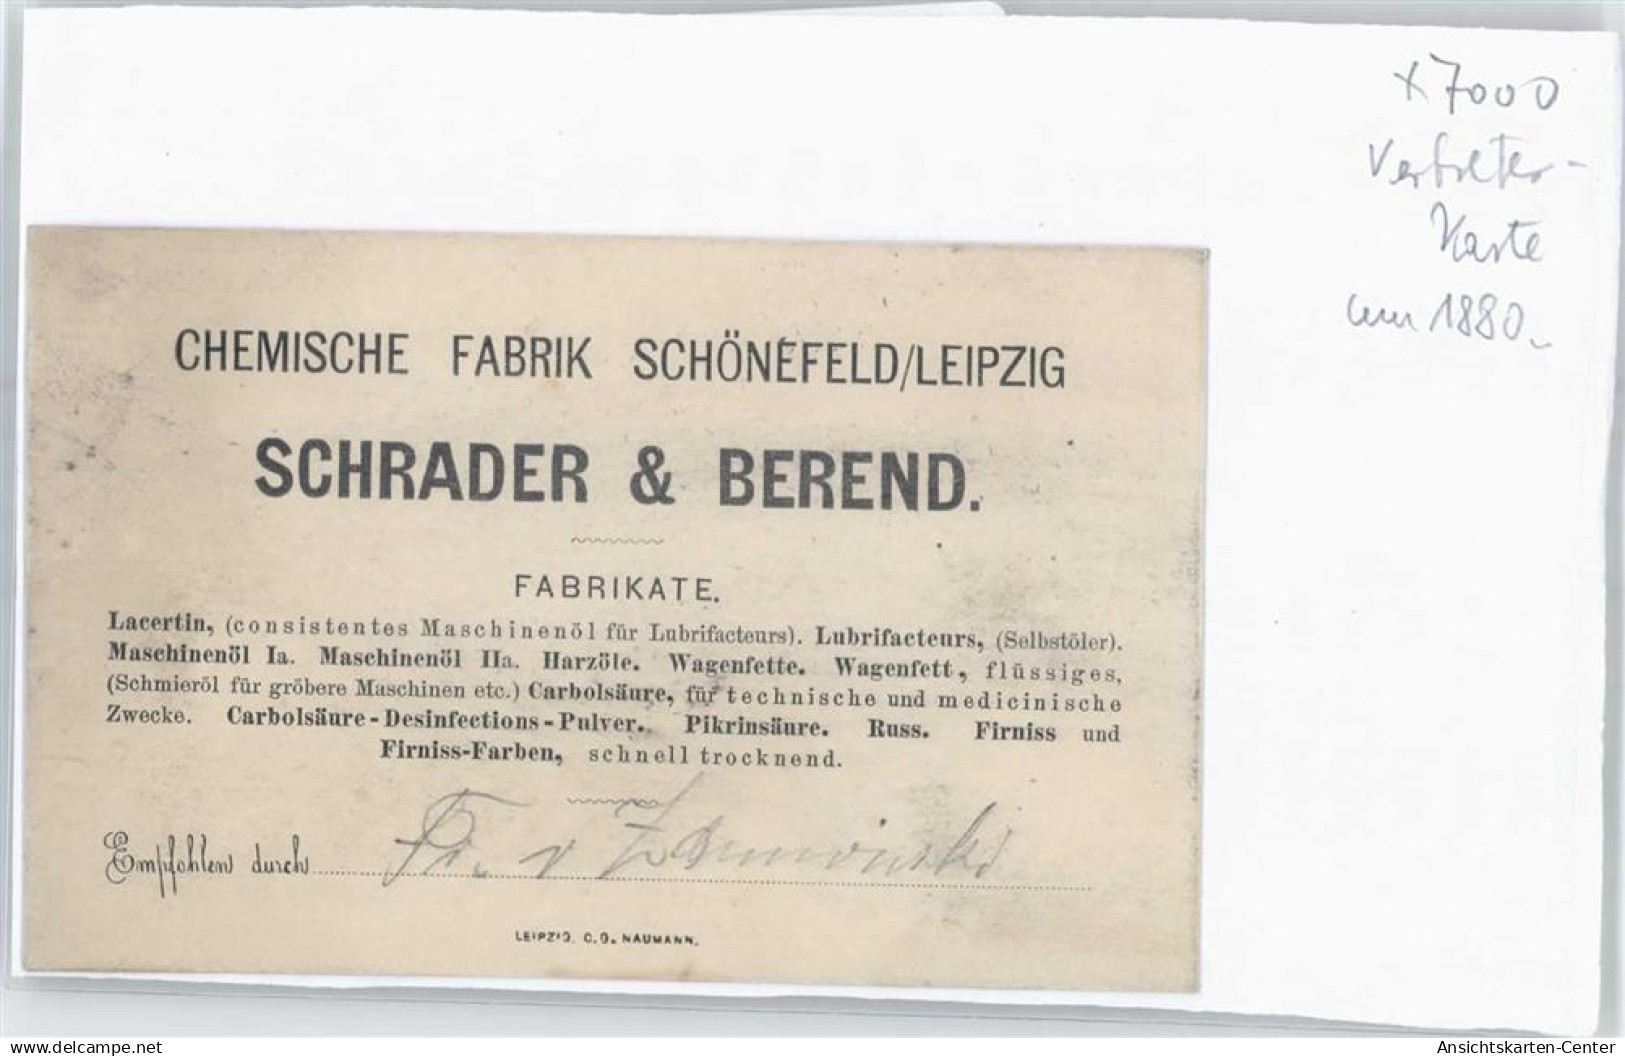 x 7000
Vertreter-
Karte
um 1880.
CHEMISCHE FABRIK SCHÖNEFELD/LEIPZIG
SCHRADER & BEREND.
FABRIKATE.
Lacertin, (consistentes Maschinenöl für Lubrifacteurs). Lubrifacteurs, (Selbstöler).
Maschinenöl Ia. Maschinenöl IIa. Harzöle. Wagenfette. Wagenfett, flüssiges,
(Schmieröl für gröbere Maschinen etc.) Carbolsäure, für technische und medicinische
Zwecke. Carbolsäure-Desinfections-Pulver. Pikrinsäure. Russ. Firniss und
Firniss-Farben, schnell trocknend.
Empfohlen durch Fr. v
LEIPZIG, C.G. NAUMANN.
www.delcampe.net
Ansichtskarten-Center